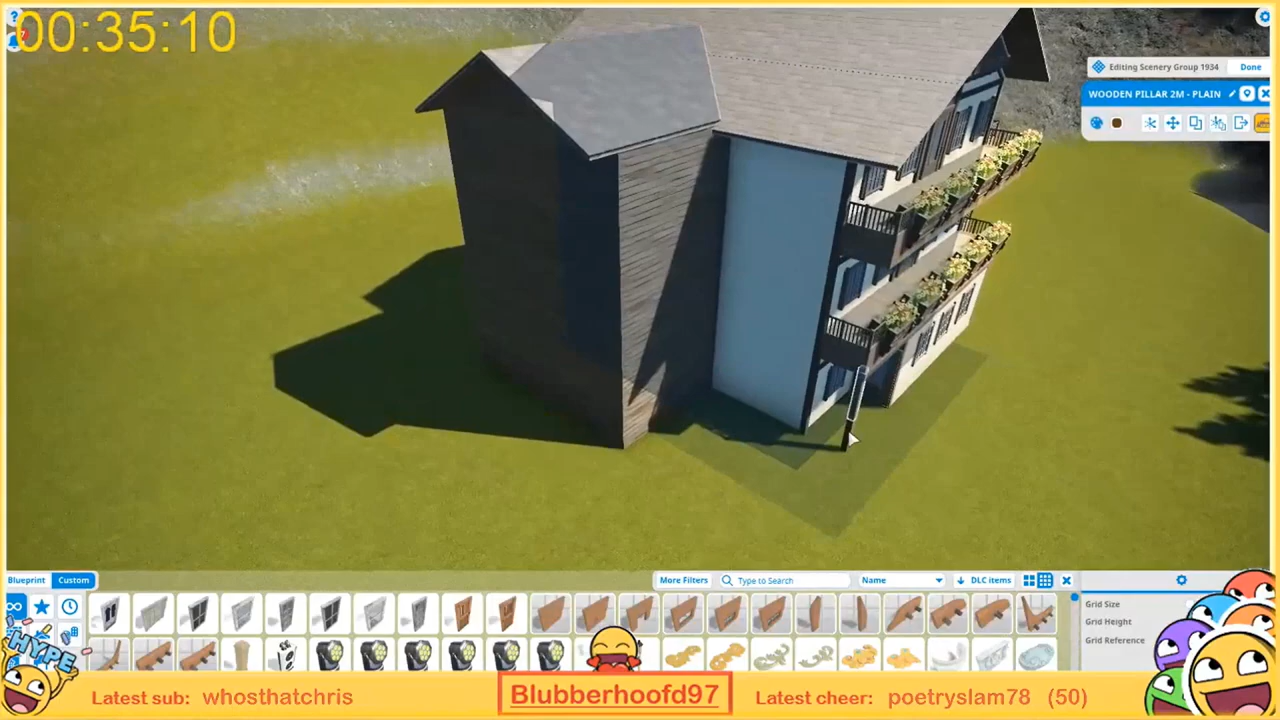 00:35:10
Editing Scenery Group 1934 Done
WOODEN PILLAR 2M - PLAIN
Blueprint Custom More Filters Type to Search Name DLC items
Grid Size
Grid Height
Grid Reference
HYPE
Latest sub: whosthatchris Blubberhoofd97 Latest cheer: poetryslam78 (50)